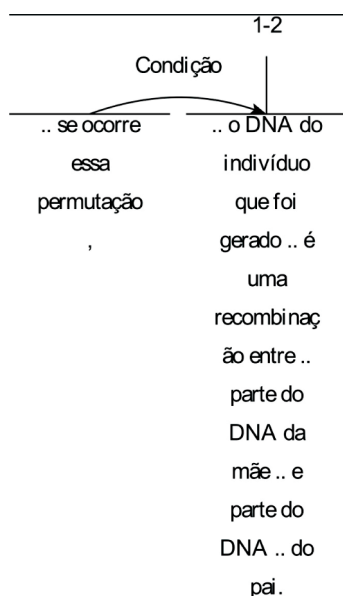 1-2
Condição
.. se ocorre
essa
permutação
,
.. o DNA do
indivíduo
que foi
gerado .. é
uma
recombinaç
ão entre ..
parte do
DNA da
mãe .. e
parte do
DNA .. do
pai.